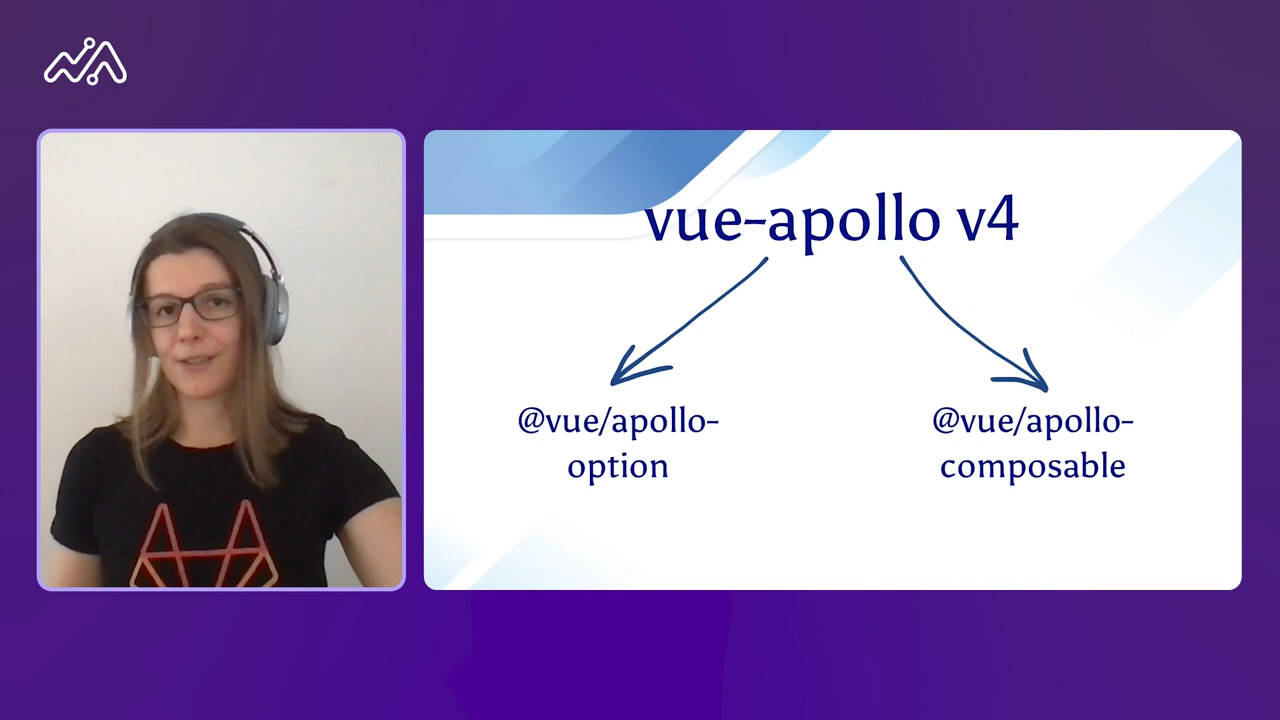 vue-apollo v4
@vue/apollo-
option
@vue/apollo-
composable